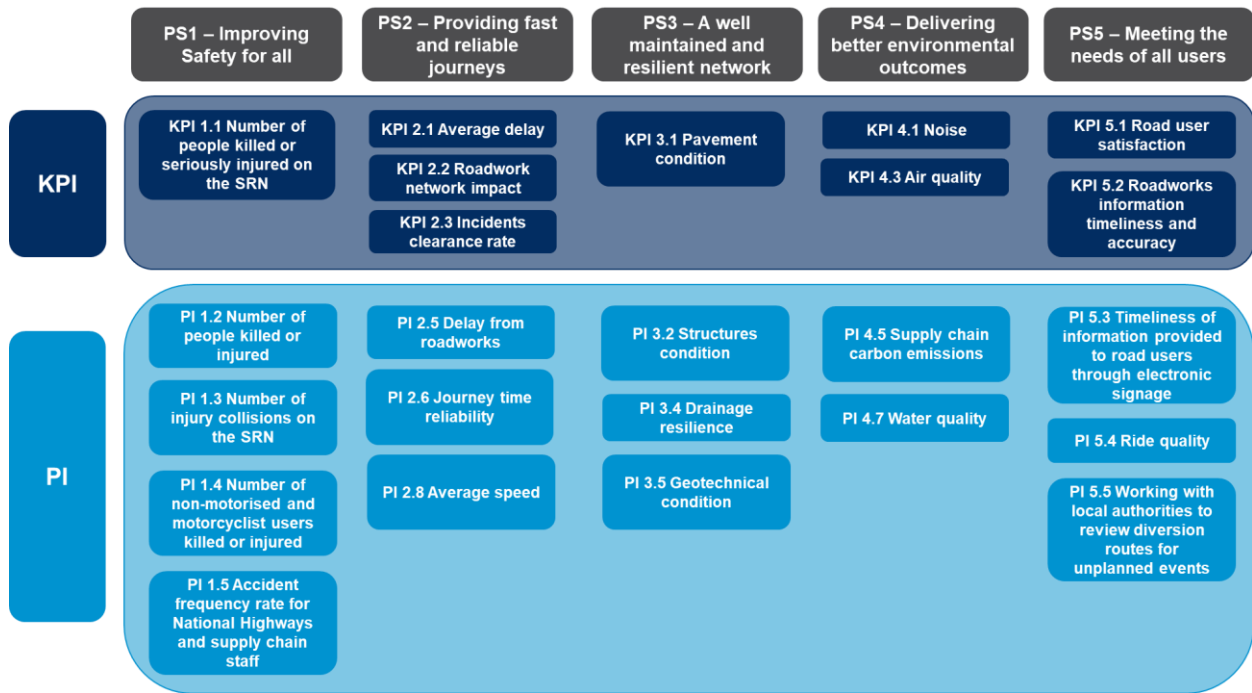 PS1 – Improving
Safety for all
PS2 – Providing fast
and reliable
journeys
PS3 – A well
maintained and
resilient network
PS4 – Delivering
better environmental
outcomes
PS5 – Meeting the
needs of all users
KPI
KPI 1.1 Number of
people killed or
seriously injured on
the SRN
KPI 2.1 Average delay
KPI 2.2 Roadwork
network impact
KPI 2.3 Incidents
clearance rate
KPI 3.1 Pavement
condition
KPI 4.1 Noise
KPI 4.3 Air quality
KPI 5.1 Road user
satisfaction
KPI 5.2 Roadworks
information
timeliness and
accuracy
PI
PI 1.2 Number of
people killed or
injured
PI 1.3 Number of
injury collisions on
the SRN
PI 1.4 Number of
non-motorised and
motorcyclist users
killed or injured
PI 1.5 Accident
frequency rate for
National Highways
and supply chain
staff
PI 2.5 Delay from
roadworks
PI 2.6 Journey time
reliability
PI 2.8 Average speed
PI 3.2 Structures
condition
PI 3.4 Drainage
resilience
PI 3.5 Geotechnical
condition
PI 4.5 Supply chain
carbon emissions
PI 4.7 Water quality
PI 5.3 Timeliness of
information provided
to road users
through electronic
signage
PI 5.4 Ride quality
PI 5.5 Working with
local authorities to
review diversion
routes for
unplanned events